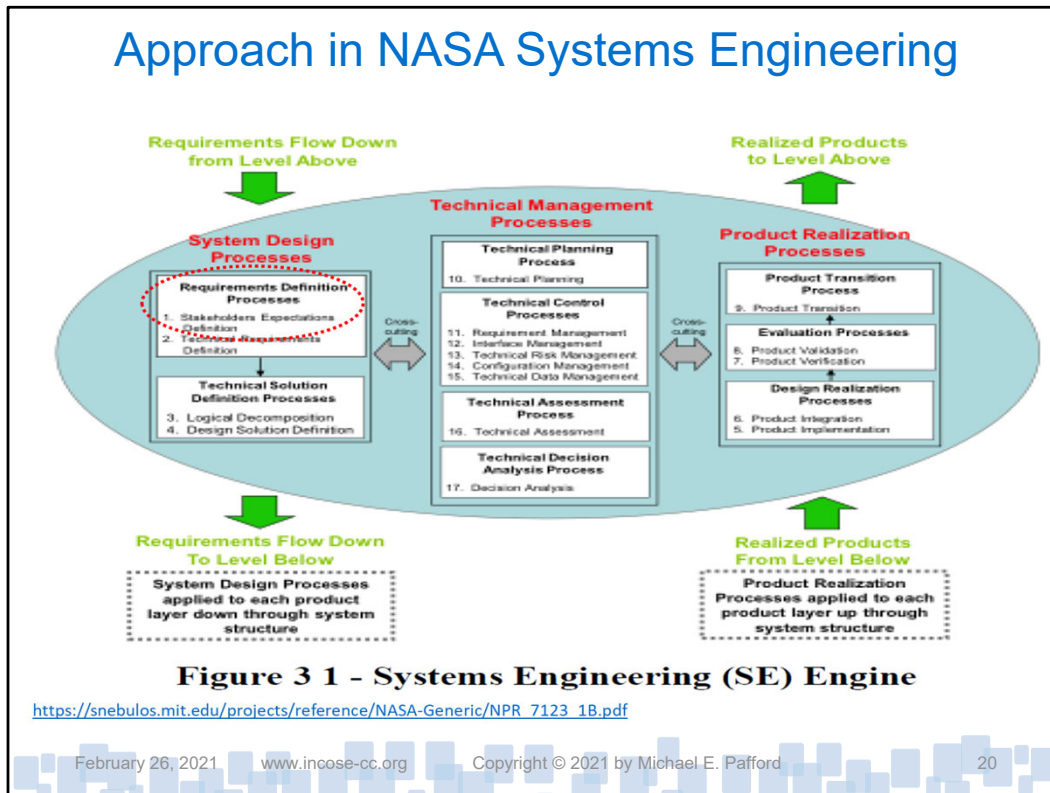 Approach in NASA Systems Engineering
Requirements Flow Down
from Level Above
Realized Products
to Level Above
Technical Management
Processes
System Design
Processes
Product Realization
Processes
Requirements Definition
Processes
1. Stakeholders Expectations
Definition
2. Technical Requirements
Definition
Technical Solution
Definition Processes
3. Logical Decomposition
4. Design Solution Definition
Cross-
cutting
Technical Planning
Process
10. Technical Planning
Technical Control
Processes
11. Requirement Management
12. Interface Management
13. Technical Risk Management
14. Configuration Management
15. Technical Data Management
Technical Assessment
Process
16. Technical Assessment
Technical Decision
Analysis Process
17. Decision Analysis
Cross-
cutting
Product Transition
Process
9. Product Transition
Evaluation Processes
8. Product Validation
7. Product Verification
Design Realization
Processes
6. Product Integration
5. Product Implementation
Requirements Flow Down
To Level Below
Realized Products
From Level Below
System Design Processes
applied to each product
layer down through system
structure
Product Realization
Processes applied to each
product layer up through
system structure
Figure 3 1 - Systems Engineering (SE) Engine
https://snebulos.mit.edu/projects/reference/NASA-Generic/NPR_7123_1B.pdf
February 26, 2021 www.incose-cc.org Copyright © 2021 by Michael E. Pafford 20